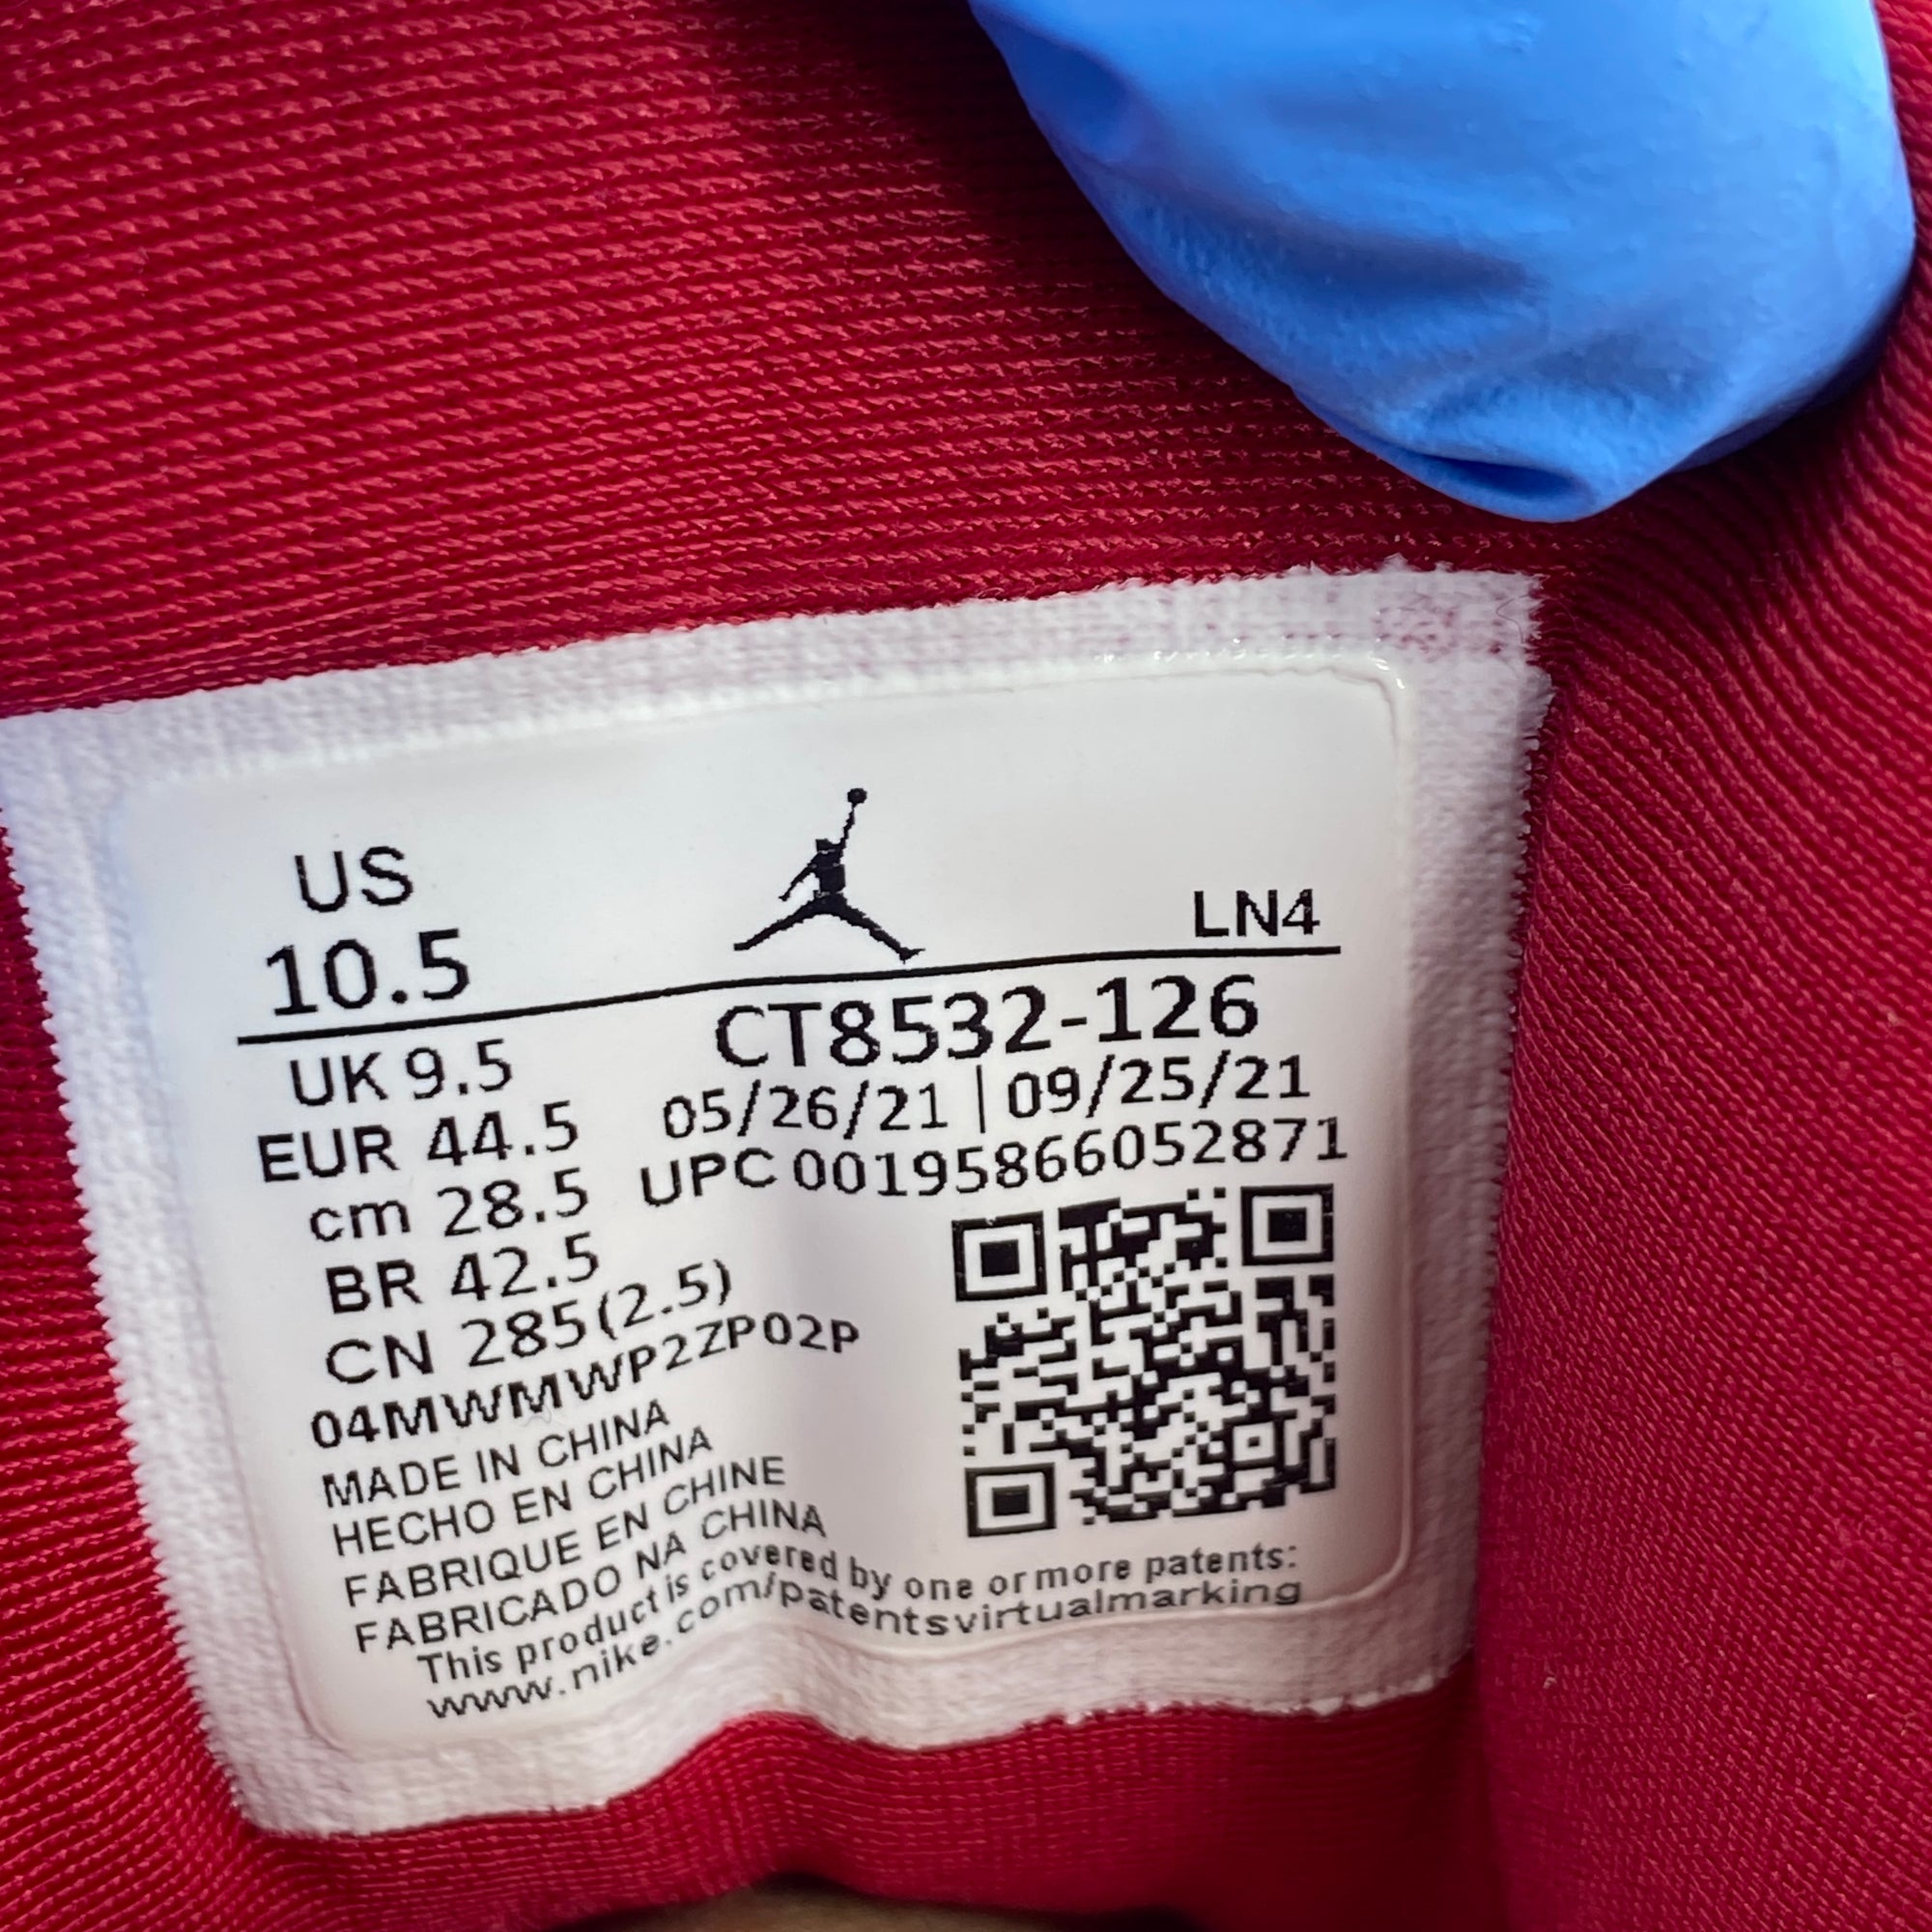 US
10.5
LN4
UK 9.5
EUR 44.5
cm 28.5
BR 42.5
CN 285(2.5)
CT8532-126
05/26/21 | 09/25/21
UPC 00195866052871
04MWMWP2ZP02P
MADE IN CHINA
HECHO EN CHINA
FABRIQUE EN CHINE
FABRICADO NA CHINA
This product is covered by one or more patents:
www.nike.com/patentsvirtualmarking